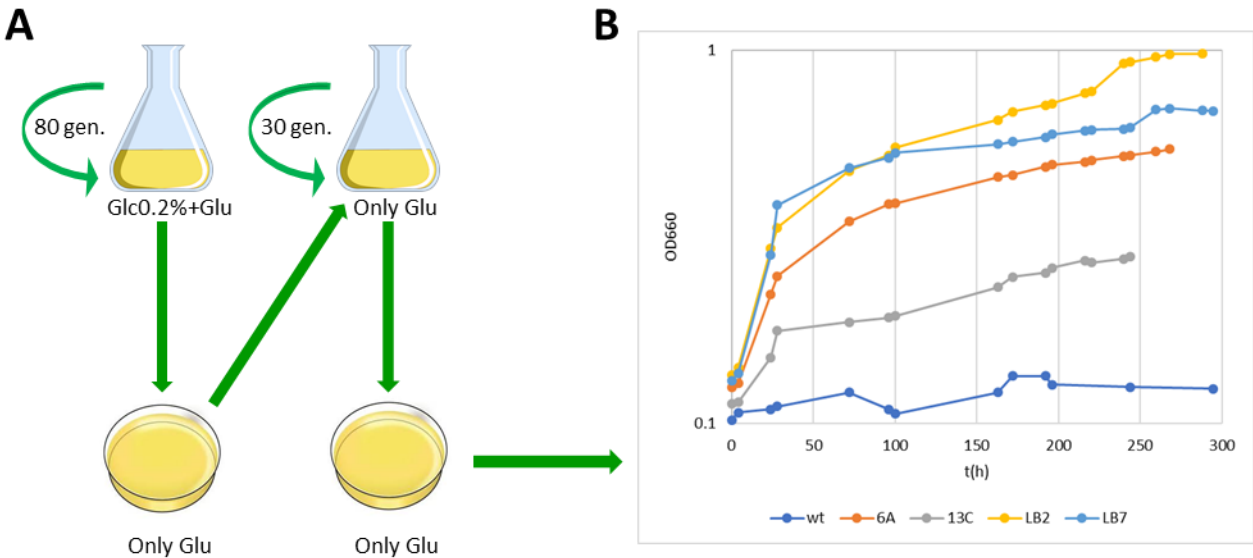 A
80 gen.
30 gen.
Glc0.2%+Glu
Only Glu
Only Glu
Only Glu
B
1
OD660
0.1
0 50 100 150 200 250 300
t(h)
wt 6A 13C LB2 LB7